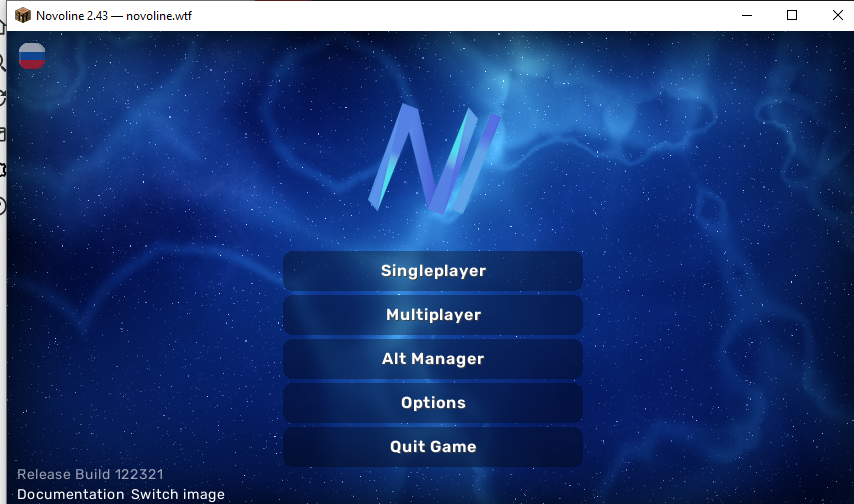 Novoline 2.43 — novoline.wtf
Singleplayer
Multiplayer
Alt Manager
Options
Quit Game
Release Build 122321
Documentation Switch image